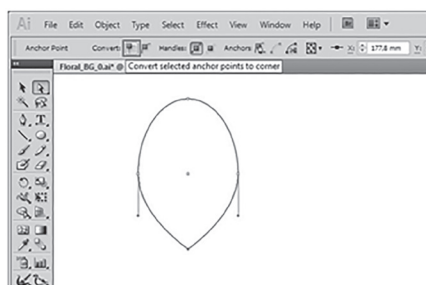 Ai File Edit Object Type Select Effect View Window Help
Anchor Point Convert: Handles: Anchors: X: 177.8 mm Y:
Floral_BG_0.ai* @ Convert selected anchor points to corner